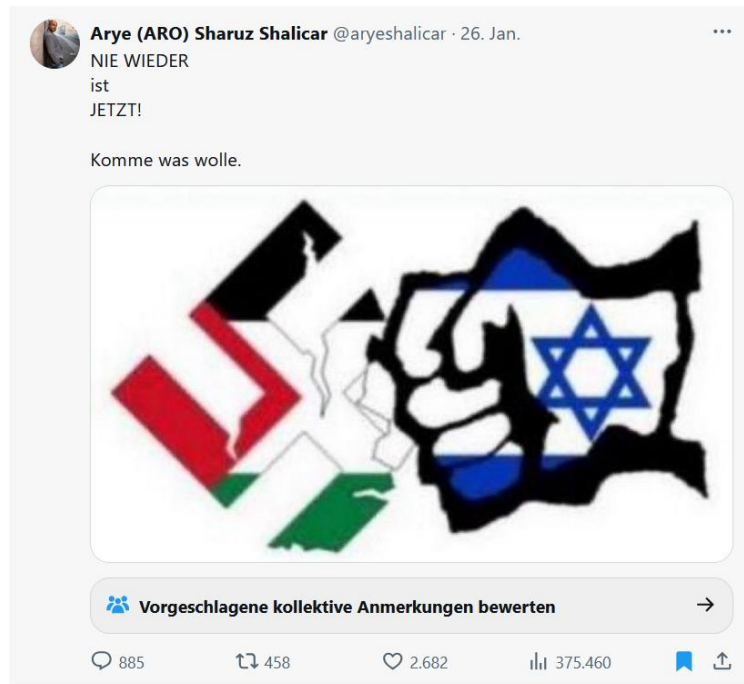 Arye (ARO) Sharuz Shalicar @aryeshalicar · 26. Jan.
NIE WIEDER
ist
JETZT!
Komme was wolle.
Vorgeschlagene kollektive Anmerkungen bewerten
885 458 2.682 375.460